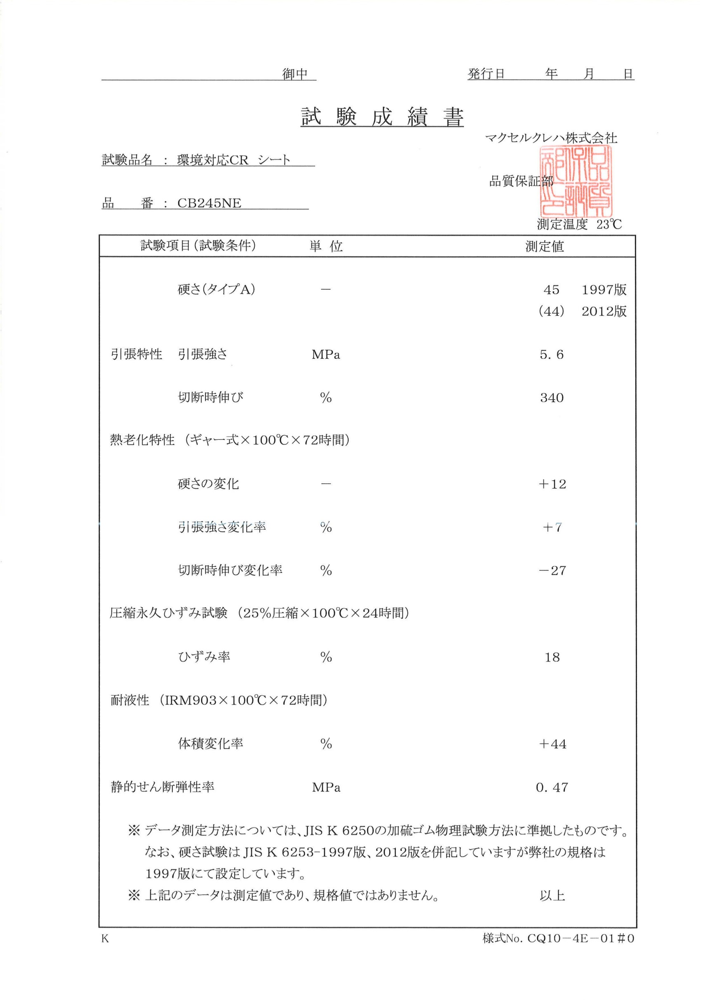 御中
発行日 年 月 日
試験成績書
マクセルクレハ株式会社
試験品名 : 環境対応CR シート
品質保証部
品質保証部之印
品 番 : CB245NE
測定温度 23℃
試験項目(試験条件) 単位 測定値
硬さ(タイプA) － 45 1997版
(44) 2012版
引張特性 引張強さ MPa 5.6
切断時伸び % 340
熱老化特性 (ギャー式×100℃×72時間)
硬さの変化 － +12
引張強さ変化率 % +7
切断時伸び変化率 % －27
圧縮永久ひずみ試験 (25%圧縮×100℃×24時間)
ひずみ率 % 18
耐液性 (IRM903×100℃×72時間)
体積変化率 % +44
静的せん断弾性率 MPa 0.47
※ データ測定方法については、JIS K 6250の加硫ゴム物理試験方法に準拠したものです。
なお、硬さ試験は JIS K 6253-1997版、2012版を併記していますが弊社の規格は
1997版にて設定しています。
※ 上記のデータは測定値であり、規格値ではありません。 以上
K 様式No. CQ10－4E－01#0